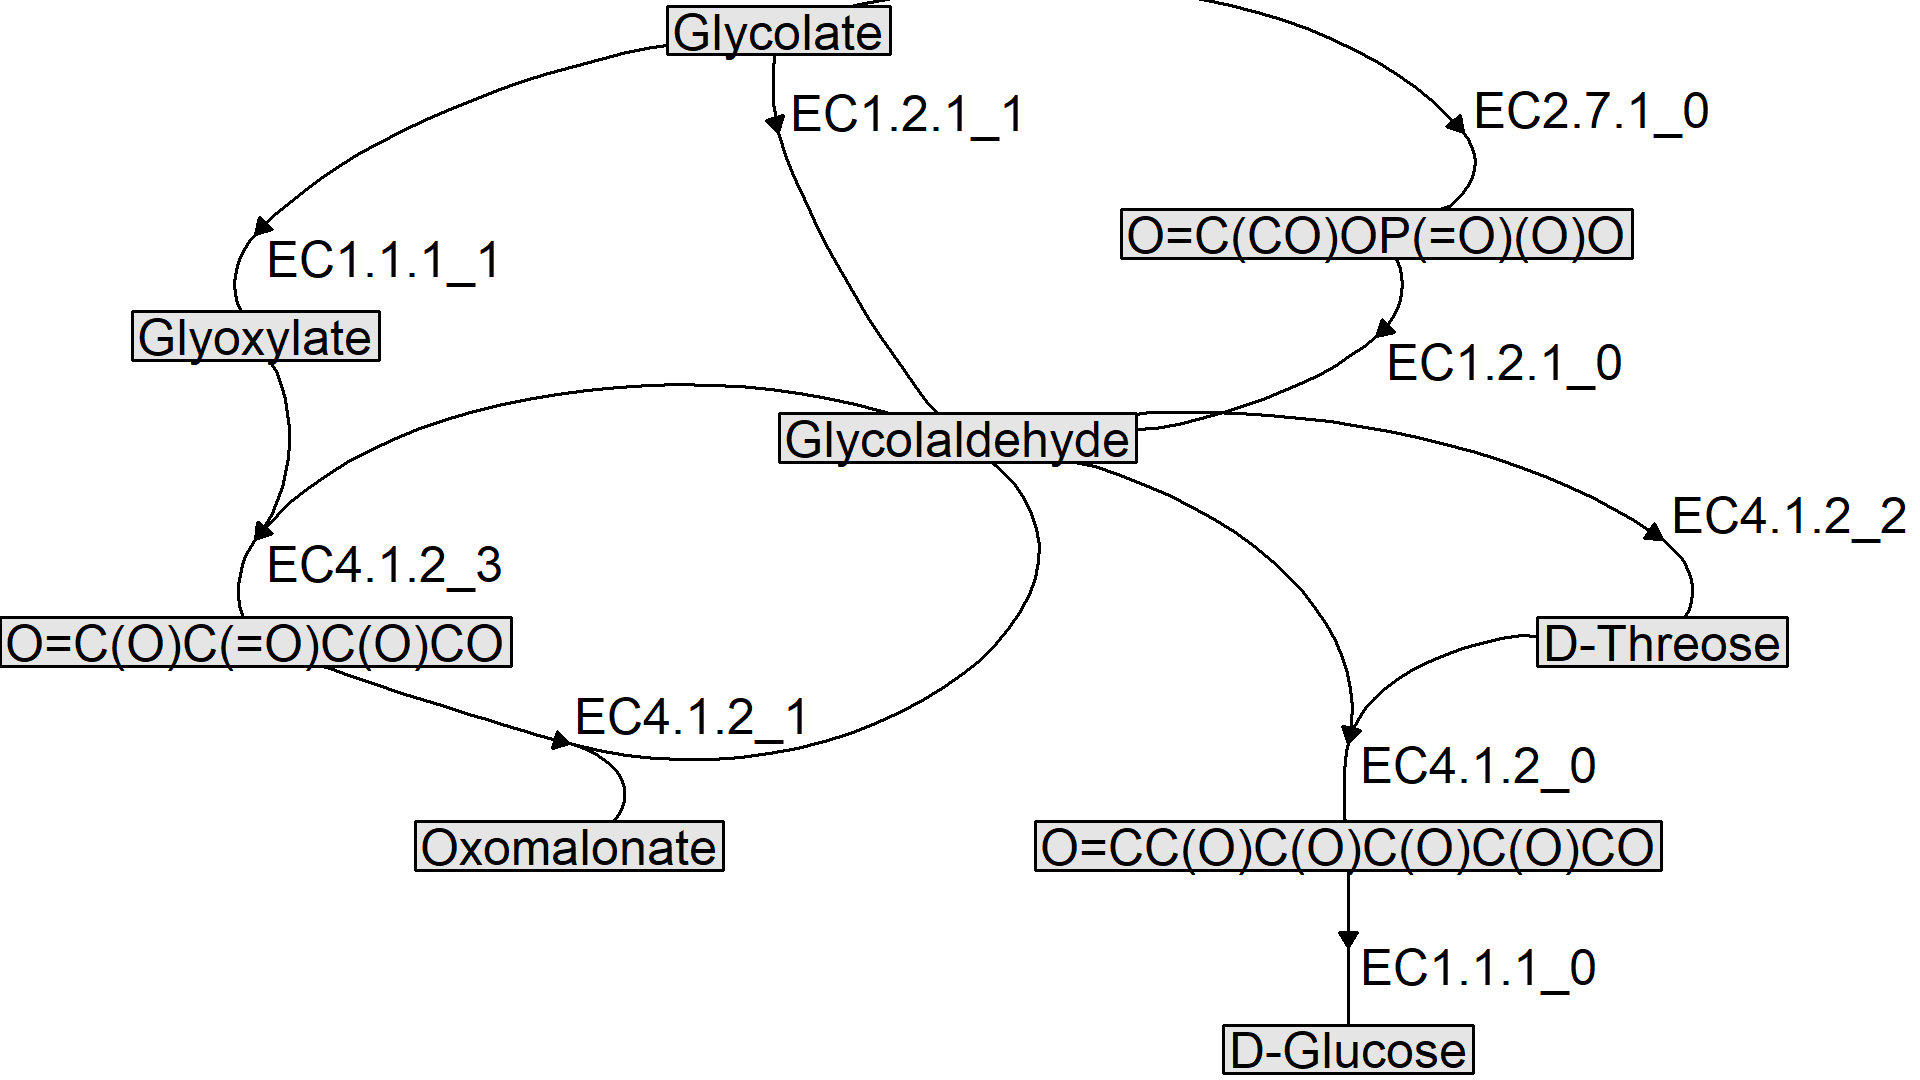 Glycolate
EC1.2.1_1
EC2.7.1_0
O=C(CO)OP(=O)(O)O
EC1.1.1_1
Glyoxylate
EC1.2.1_0
Glycolaldehyde
EC4.1.2_2
EC4.1.2_3
O=C(O)C(=O)C(O)CO
D-Threose
EC4.1.2_1
EC4.1.2_0
Oxomalonate
O=CC(O)C(O)C(O)C(O)CO
EC1.1.1_0
D-Glucose